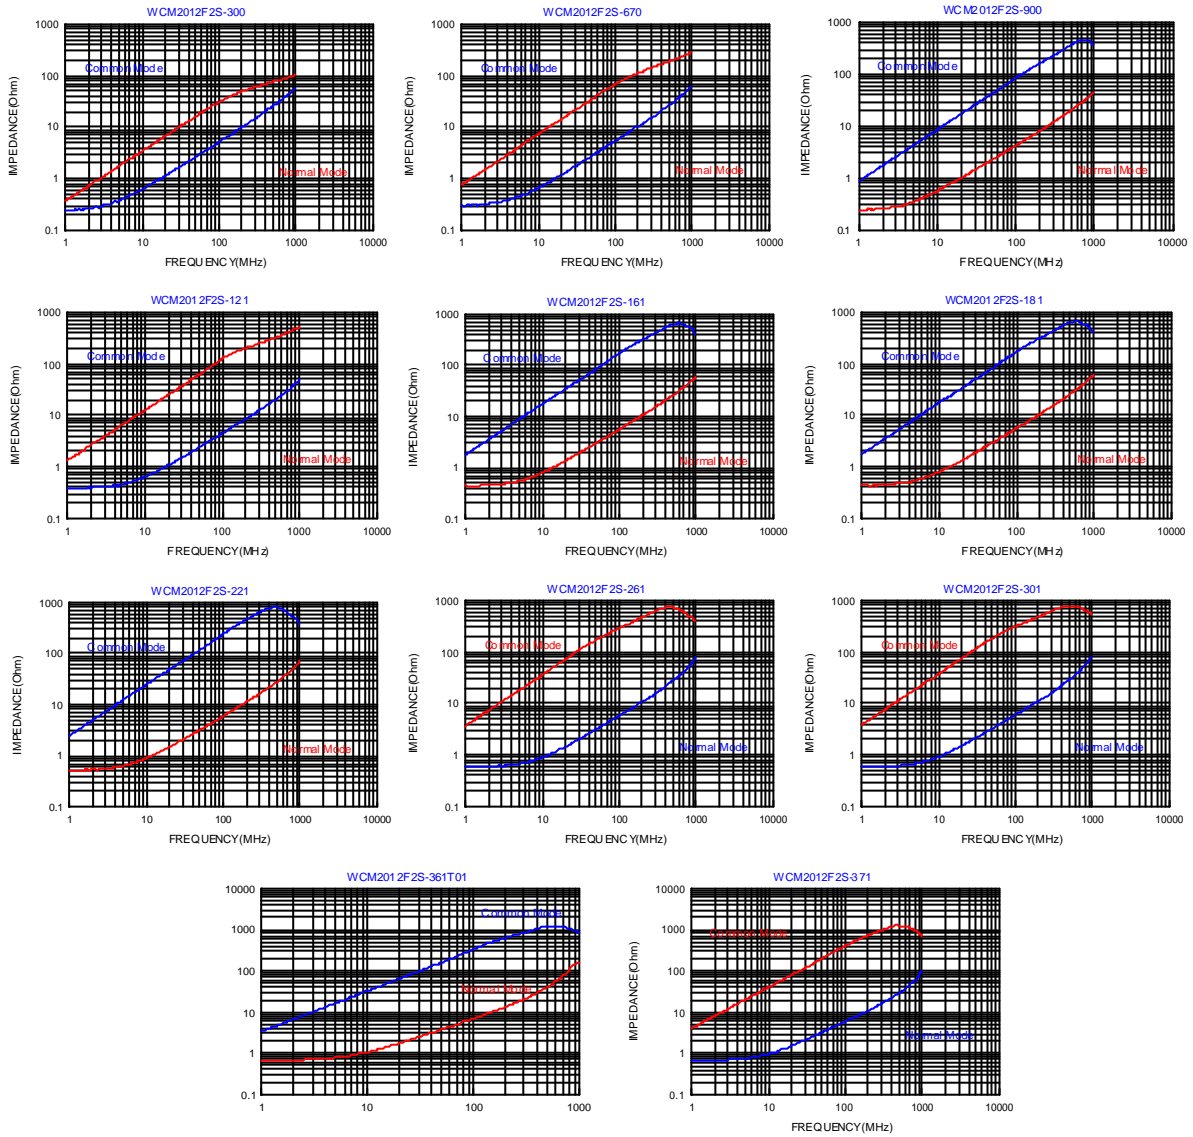 WCM2012F2S-300
IMPEDANCE(Ohm)
1000
100
10
1
0.1
Common Mode
Normal Mode
1 10 100 1000 10000
FREQUENCY(MHz)
WCM2012F2S-670
IMPEDANCE(Ohm)
1000
100
10
1
0.1
Common Mode
Normal Mode
1 10 100 1000 10000
FREQUENCY(MHz)
WCM2012F2S-900
IMPEDANCE(Ohm)
1000
100
10
1
0.1
Common Mode
Normal Mode
1 10 100 1000 10000
FREQUENCY(MHz)
WCM2012F2S-121
IMPEDANCE(Ohm)
1000
100
10
1
0.1
Common Mode
Normal Mode
1 10 100 1000 10000
FREQUENCY(MHz)
WCM2012F2S-161
IMPEDANCE(Ohm)
1000
100
10
1
0.1
Common Mode
Normal Mode
1 10 100 1000 10000
FREQUENCY(MHz)
WCM2012F2S-181
IMPEDANCE(Ohm)
1000
100
10
1
0.1
Common Mode
Normal Mode
1 10 100 1000 10000
FREQUENCY(MHz)
WCM2012F2S-221
IMPEDANCE(Ohm)
1000
100
10
1
0.1
Common Mode
Normal Mode
1 10 100 1000 10000
FREQUENCY(MHz)
WCM2012F2S-261
IMPEDANCE(Ohm)
1000
100
10
1
0.1
Common Mode
Normal Mode
1 10 100 1000 10000
FREQUENCY(MHz)
WCM2012F2S-301
IMPEDANCE(Ohm)
1000
100
10
1
0.1
Common Mode
Normal Mode
1 10 100 1000 10000
FREQUENCY(MHz)
WCM2012F2S-361T01
10000
1000
100
10
1
0.1
Common Mode
Normal Mode
1 10 100 1000
WCM2012F2S-371
IMPEDANCE(Ohm)
10000
1000
100
10
1
0.1
Common Mode
Normal Mode
1 10 100 1000 10000
FREQUENCY(MHz)